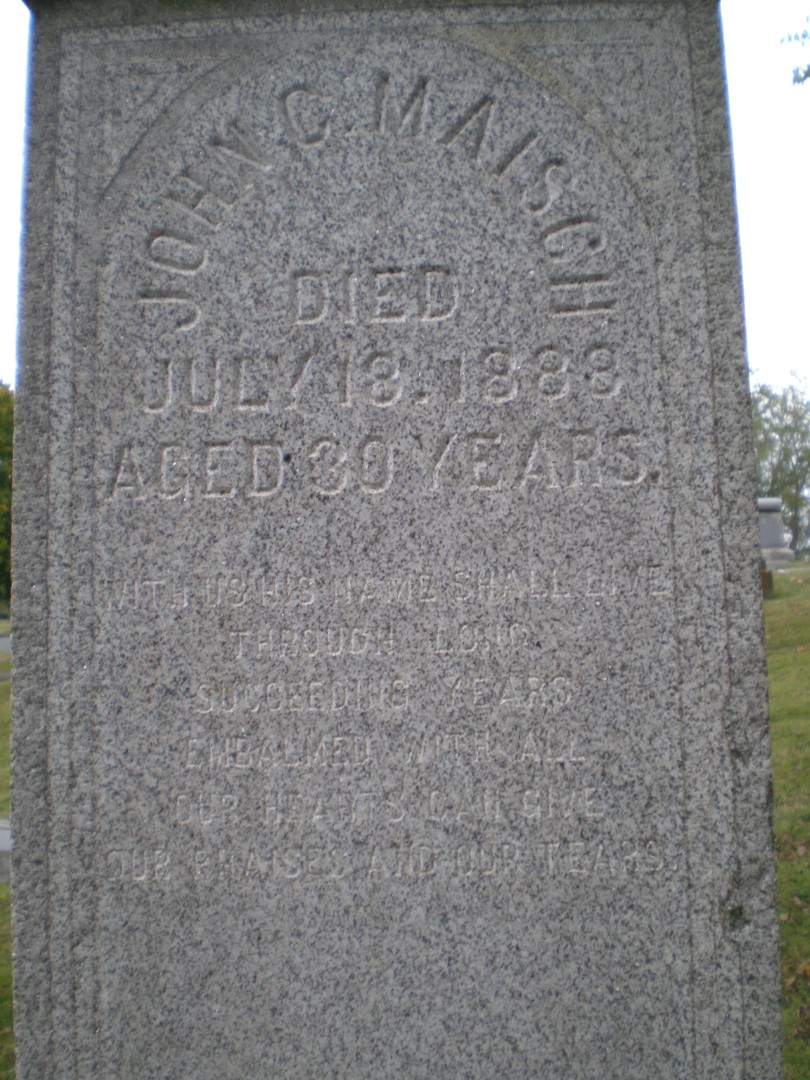 JOHN C. MAISCH
DIED
JULY 18. 1888
AGED 30 YEARS.
WITH US HIS NAME SHALL LIVE
THROUGH LONG
SUCCEEDING YEARS
EMBALMED WITH ALL
OUR HEARTS CAN GIVE
OUR PRAISES AND OUR TEARS.